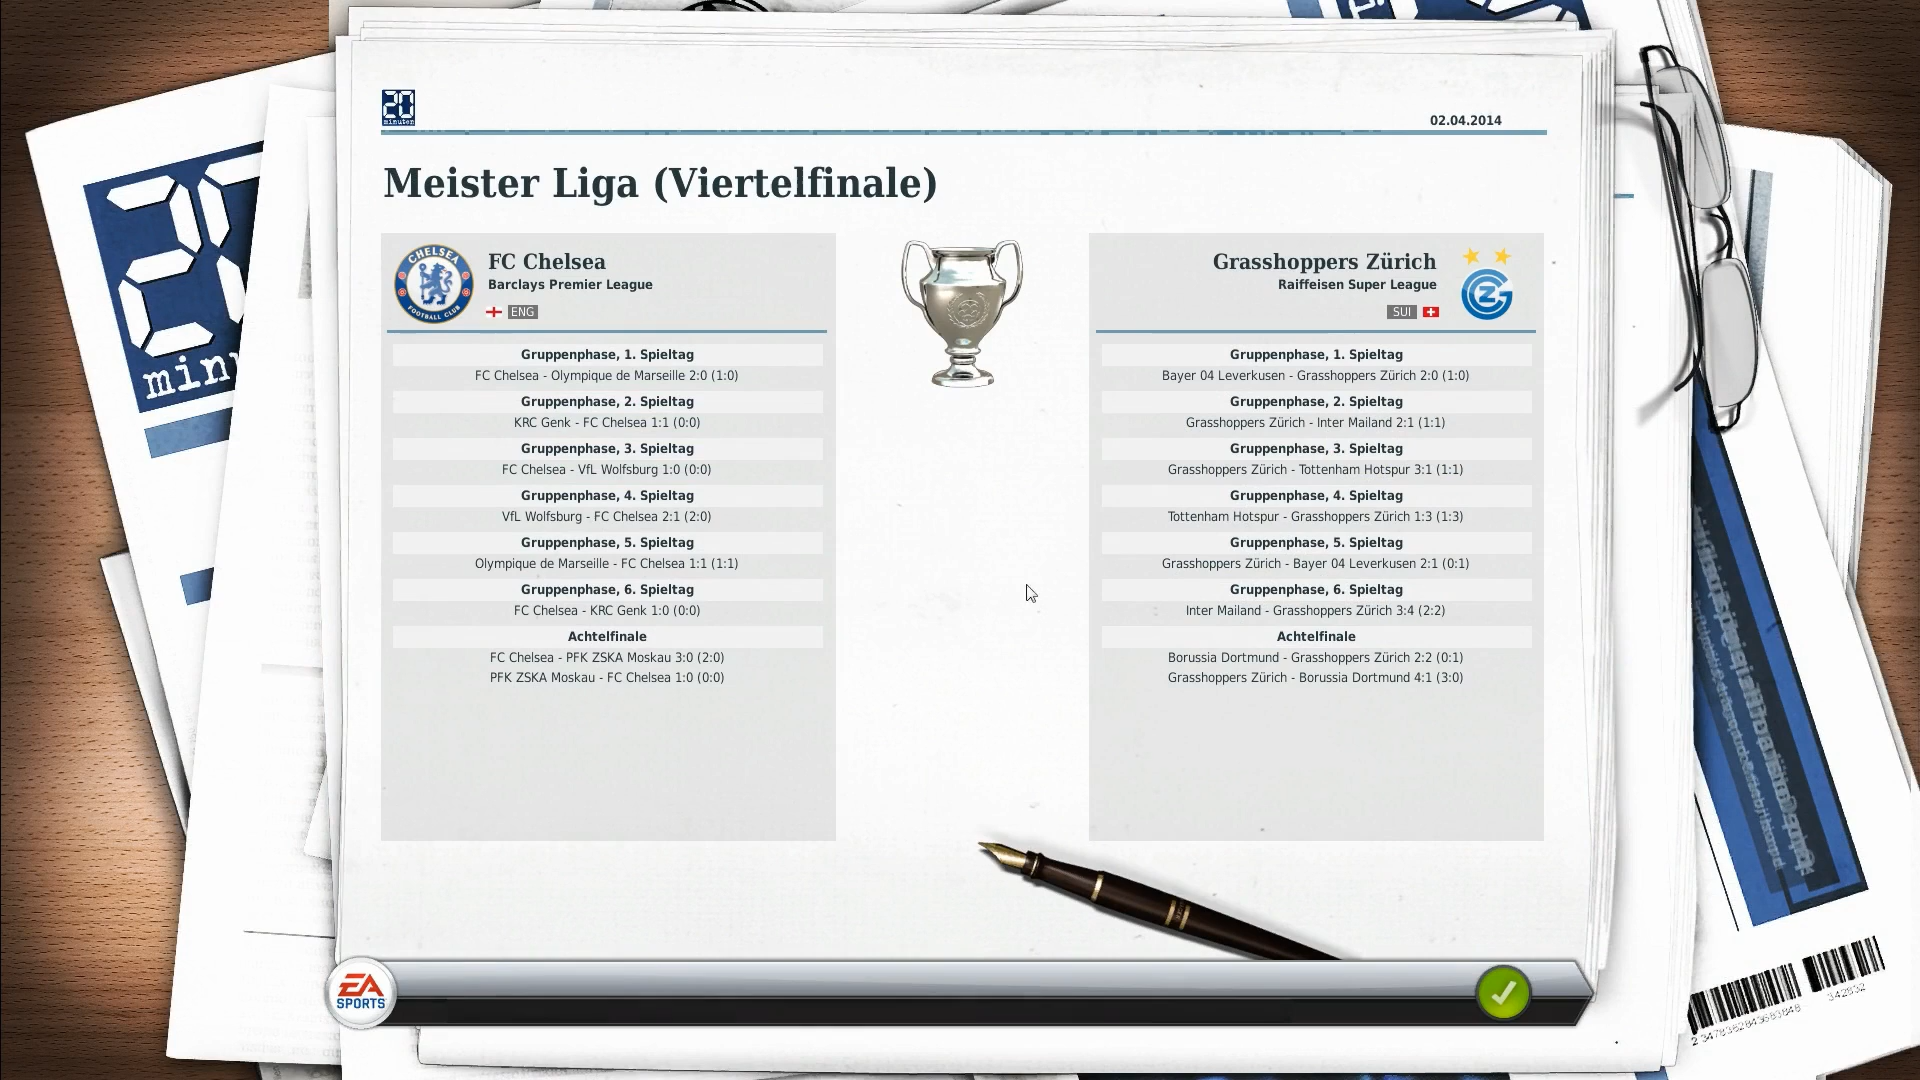 20
minuten
02.04.2014
Meister Liga (Viertelfinale)
CHELSEA
FOOTBALL CLUB
FC Chelsea
Barclays Premier League
ENG
Gruppenphase, 1. Spieltag
FC Chelsea - Olympique de Marseille 2:0 (1:0)
Gruppenphase, 2. Spieltag
KRC Genk - FC Chelsea 1:1 (0:0)
Gruppenphase, 3. Spieltag
FC Chelsea - VfL Wolfsburg 1:0 (0:0)
Gruppenphase, 4. Spieltag
VfL Wolfsburg - FC Chelsea 2:1 (2:0)
Gruppenphase, 5. Spieltag
Olympique de Marseille - FC Chelsea 1:1 (1:1)
Gruppenphase, 6. Spieltag
FC Chelsea - KRC Genk 1:0 (0:0)
Achtelfinale
FC Chelsea - PFK ZSKA Moskau 3:0 (2:0)
PFK ZSKA Moskau - FC Chelsea 1:0 (0:0)
Grasshoppers Zürich
Raiffeisen Super League
SUI
GCZ
Gruppenphase, 1. Spieltag
Bayer 04 Leverkusen - Grasshoppers Zürich 2:0 (1:0)
Gruppenphase, 2. Spieltag
Grasshoppers Zürich - Inter Mailand 2:1 (1:1)
Gruppenphase, 3. Spieltag
Grasshoppers Zürich - Tottenham Hotspur 3:1 (1:1)
Gruppenphase, 4. Spieltag
Tottenham Hotspur - Grasshoppers Zürich 1:3 (1:3)
Gruppenphase, 5. Spieltag
Grasshoppers Zürich - Bayer 04 Leverkusen 2:1 (0:1)
Gruppenphase, 6. Spieltag
Inter Mailand - Grasshoppers Zürich 3:4 (2:2)
Achtelfinale
Borussia Dortmund - Grasshoppers Zürich 2:2 (0:1)
Grasshoppers Zürich - Borussia Dortmund 4:1 (3:0)
20
minu
EA
SPORTS
342832